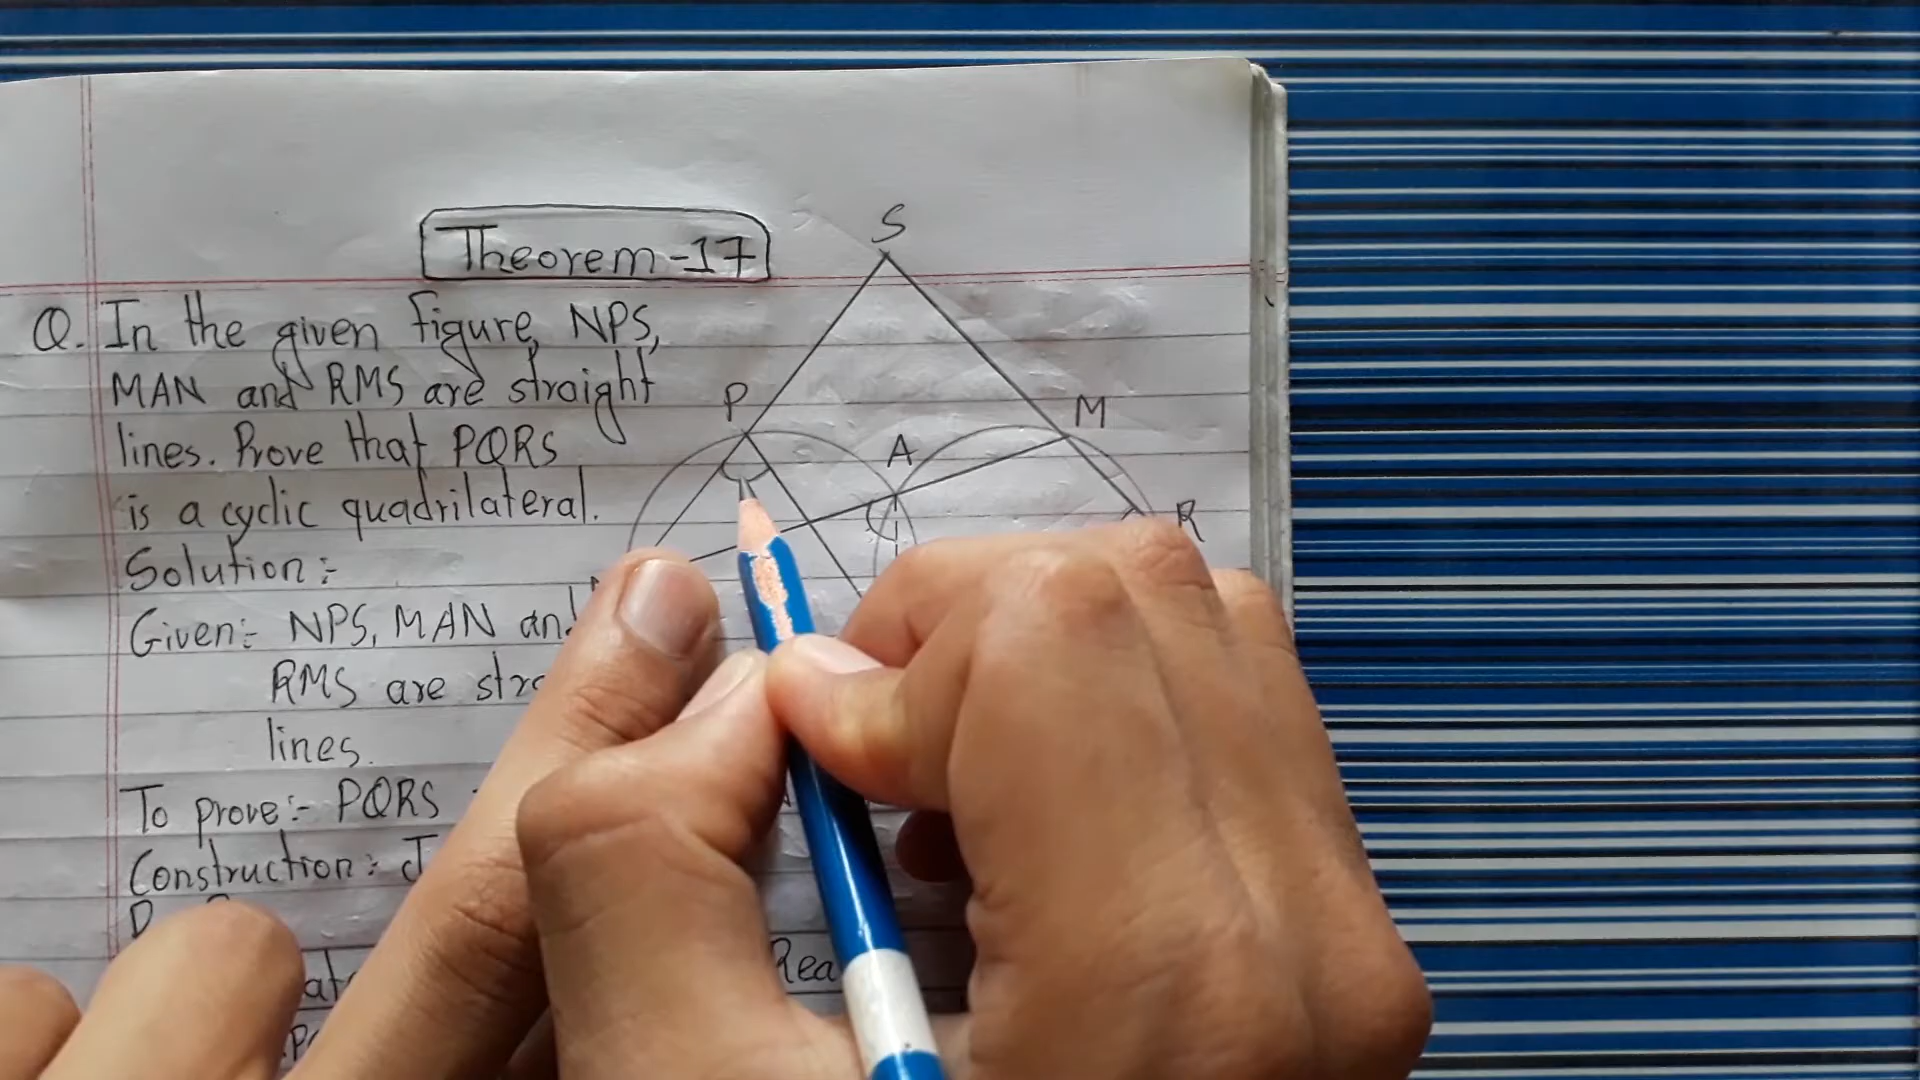 Theorem-17
S
Q. In the given figure, NPS,
MAN and RMS are straight
lines. Prove that PQRS
is a cyclic quadrilateral.
P
M
A
R
Solution:-
Given:- NPS, MAN and
RMS are
lines.
To prove:- PQRS
Construction:-